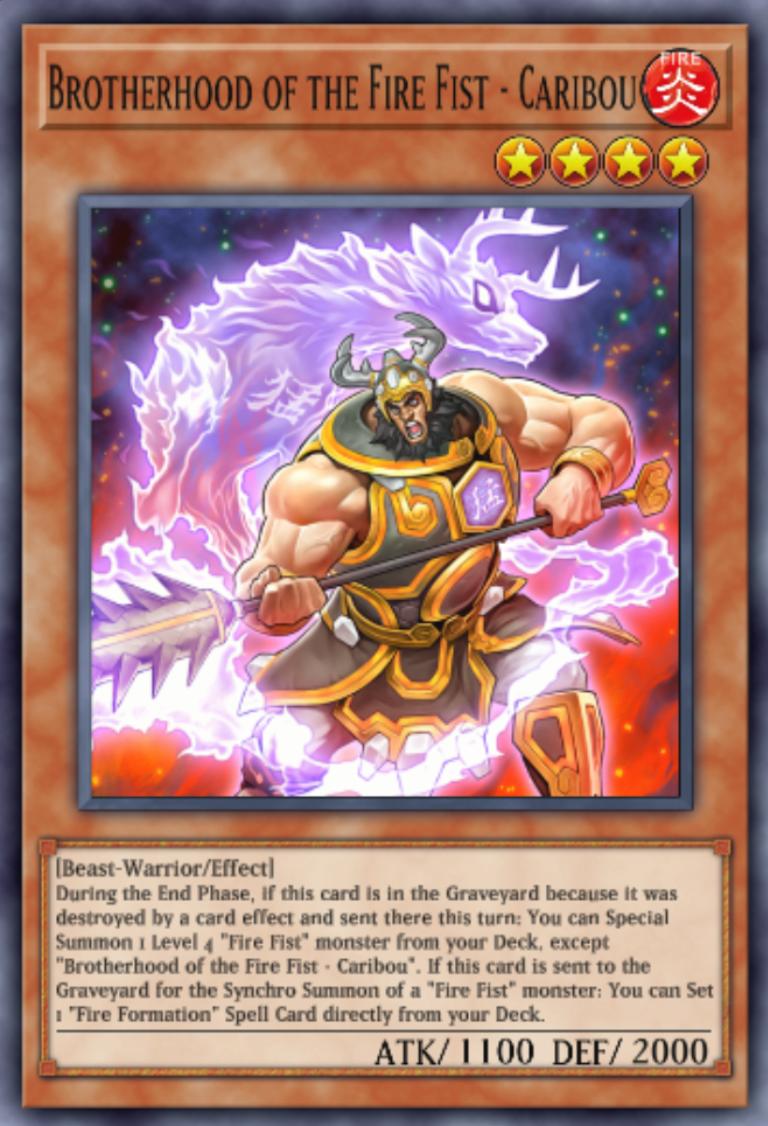 BROTHERHOOD OF THE FIRE FIST - CARIBOU
FIRE
炎
[Beast-Warrior/Effect]
During the End Phase, if this card is in the Graveyard because it was
destroyed by a card effect and sent there this turn: You can Special
Summon 1 Level 4 "Fire Fist" monster from your Deck, except
"Brotherhood of the Fire Fist - Caribou". If this card is sent to the
Graveyard for the Synchro Summon of a "Fire Fist" monster: You can Set
1 "Fire Formation" Spell Card directly from your Deck.
ATK/ 1100 DEF/ 2000